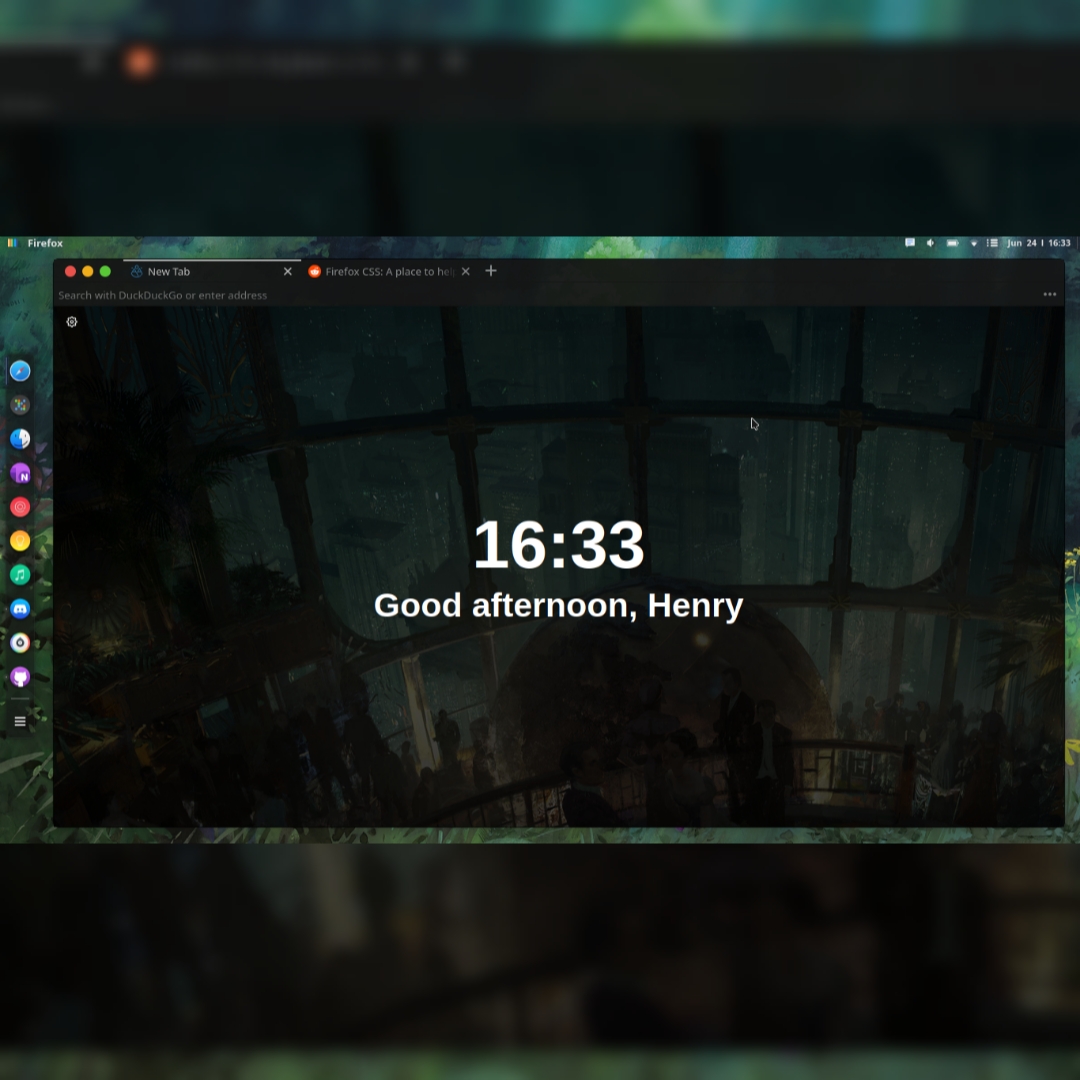 Firefox
Jun 24 | 16:33
New Tab
Firefox CSS: A place to hel
Search with DuckDuckGo or enter address
16:33
Good afternoon, Henry